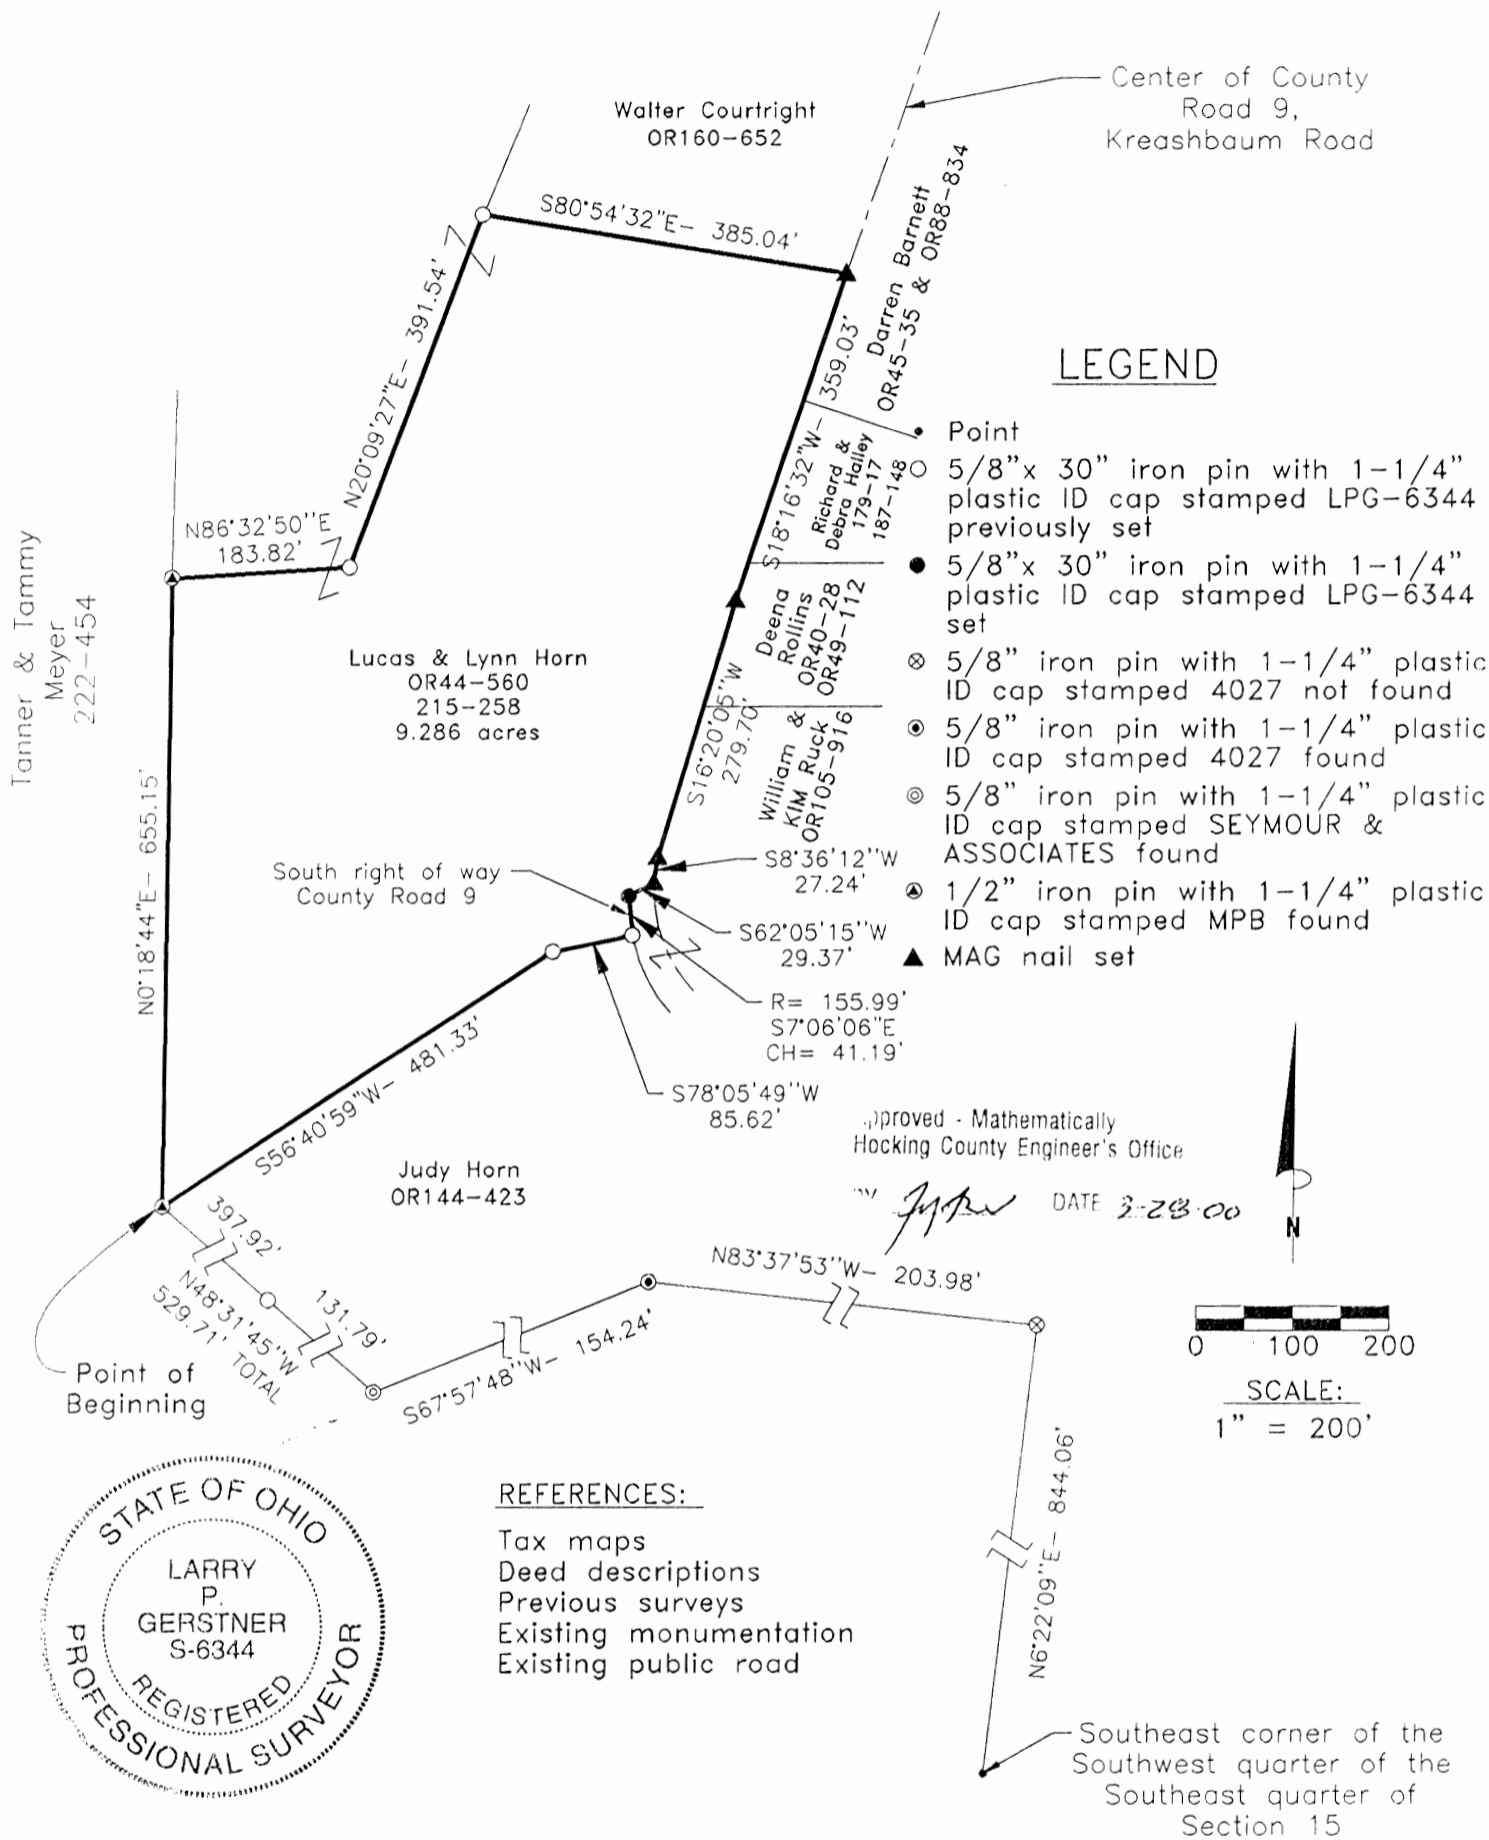 Center of County
Road 9,
Kreashbaum Road
Walter Courtright
OR160-652
S80°54'32"E- 385.04'
Darren Barnett
OR45-35 & OR88-834
N20°09'27"E- 391.54'
S18°16'32"W- 359.03'
Richard &
Debra Halley
179-17
187-148
N86°32'50"E
183.82'
Tanner & Tammy
Meyer
222-454
Lucas & Lynn Horn
OR44-560
215-258
9.286 acres
Deena
Rollins
OR40-28
OR49-112
S16°20'05"W
279.70'
William &
KIM Ruck
OR105-916
N0°18'44"E- 655.15'
South right of way
County Road 9
S8°36'12"W
27.24'
S62°05'15"W
29.37'
R= 155.99'
S7°06'06"E
CH= 41.19'
S78°05'49"W
85.62'
S56°40'59"W- 481.33'
Judy Horn
OR144-423
LEGEND
Point
5/8"x 30" iron pin with 1-1/4"
plastic ID cap stamped LPG-6344
previously set
5/8"x 30" iron pin with 1-1/4"
plastic ID cap stamped LPG-6344
set
5/8" iron pin with 1-1/4" plastic
ID cap stamped 4027 not found
5/8" iron pin with 1-1/4" plastic
ID cap stamped 4027 found
5/8" iron pin with 1-1/4" plastic
ID cap stamped SEYMOUR &
ASSOCIATES found
1/2" iron pin with 1-1/4" plastic
ID cap stamped MPB found
MAG nail set
pproved - Mathematically
Hocking County Engineer's Office
DATE 3-28-00
N
397.92'
N48°31'45"W
529.71' TOTAL
131.79'
S67°57'48"W- 154.24'
N83°37'53"W- 203.98'
Point of
Beginning
0 100 200
SCALE:
1" = 200'
N6°22'09"E- 844.06'
STATE OF OHIO
LARRY
P.
GERSTNER
S-6344
REGISTERED
PROFESSIONAL SURVEYOR
REFERENCES:
Tax maps
Deed descriptions
Previous surveys
Existing monumentation
Existing public road
Southeast corner of the
Southwest quarter of the
Southeast quarter of
Section 15